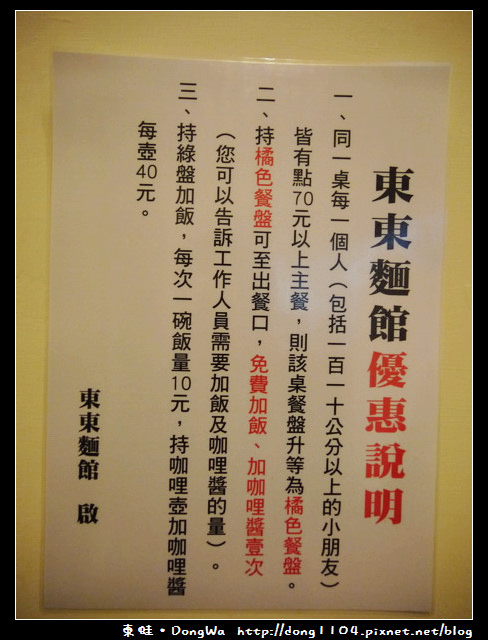 東東麵館優惠說明
一、同一桌每一個人（包括一百一十公分以上的小朋友）
皆有點70元以上主餐，則該桌餐盤升等為橘色餐盤。
二、持橘色餐盤可至出餐口，免費加飯、加咖哩醬壹次
（您可以告訴工作人員需要加飯及咖哩醬的量）。
三、持綠盤加飯，每次一碗飯量10元，持咖哩壺加咖哩醬
每壺40元。
東東麵館 啟
東蛙·DongWa http://dong1104.pixnet.net/blog